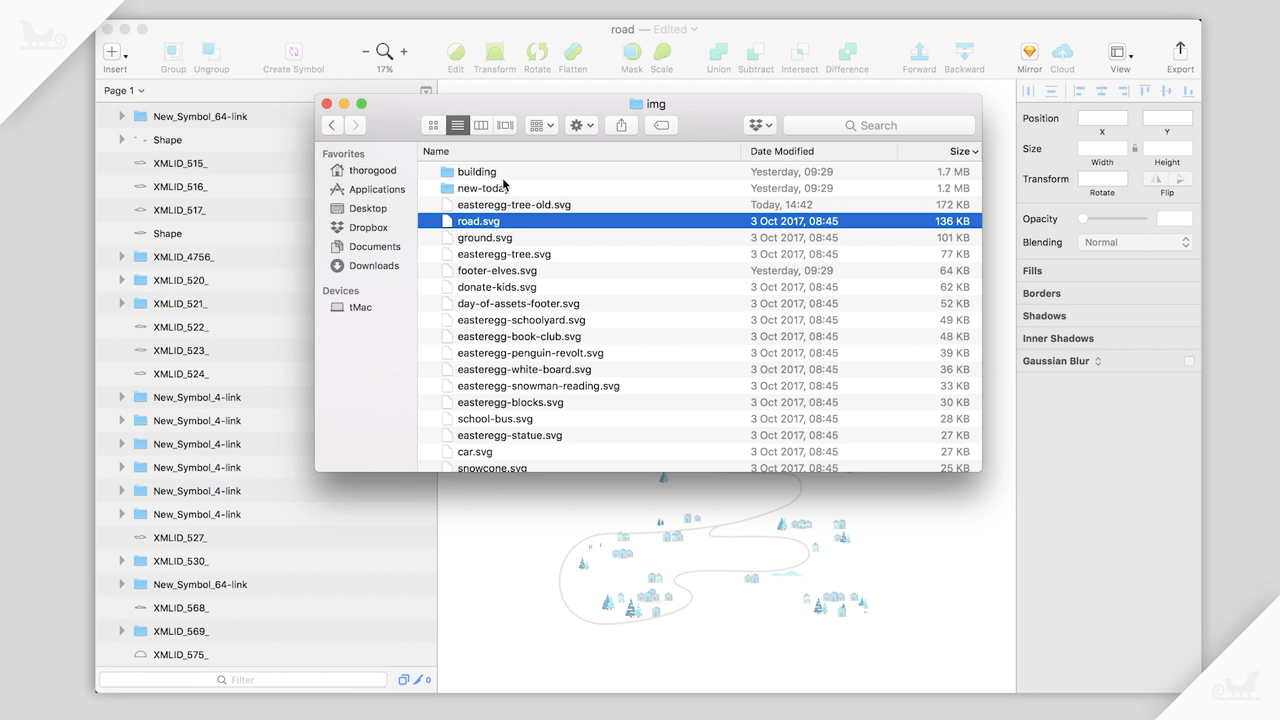 road — Edited
Insert
Group
Ungroup
Create Symbol
17%
Edit
Transform
Rotate
Flatten
Mask
Scale
Union
Subtract
Intersect
Difference
Forward
Backward
Mirror
Cloud
View
Export
Page 1
New_Symbol_64-link
Shape
XMLID_515_
XMLID_516_
XMLID_517_
Shape
XMLID_4756_
XMLID_520_
XMLID_521_
XMLID_522_
XMLID_523_
XMLID_524_
New_Symbol_4-link
New_Symbol_4-link
New_Symbol_4-link
New_Symbol_4-link
New_Symbol_4-link
New_Symbol_4-link
XMLID_527_
XMLID_530_
New_Symbol_64-link
XMLID_568_
XMLID_569_
XMLID_575_
Filter
0
img
Search
Favorites
thorogood
Applications
Desktop
Dropbox
Documents
Downloads
Devices
tMac
Name Date Modified Size
building Yesterday, 09:29 1.7 MB
new-today Yesterday, 09:29 1.2 MB
easteregg-tree-old.svg Today, 14:42 172 KB
road.svg 3 Oct 2017, 08:45 136 KB
ground.svg 3 Oct 2017, 08:45 101 KB
easteregg-tree.svg 3 Oct 2017, 08:45 77 KB
footer-elves.svg Yesterday, 09:29 64 KB
donate-kids.svg 3 Oct 2017, 08:45 62 KB
day-of-assets-footer.svg 3 Oct 2017, 08:45 52 KB
easteregg-schoolyard.svg 3 Oct 2017, 08:45 49 KB
easteregg-book-club.svg 3 Oct 2017, 08:45 48 KB
easteregg-penguin-revolt.svg 3 Oct 2017, 08:45 39 KB
easteregg-white-board.svg 3 Oct 2017, 08:45 36 KB
easteregg-snowman-reading.svg 3 Oct 2017, 08:45 33 KB
easteregg-blocks.svg 3 Oct 2017, 08:45 30 KB
school-bus.svg 3 Oct 2017, 08:45 28 KB
easteregg-statue.svg 3 Oct 2017, 08:45 27 KB
car.svg 3 Oct 2017, 08:45 27 KB
snowcone.svg 3 Oct 2017, 08:45 25 KB
Position
X
Y
Size
Width
Height
Transform
Rotate
Flip
Opacity
Blending
Normal
Fills
Borders
Shadows
Inner Shadows
Gaussian Blur